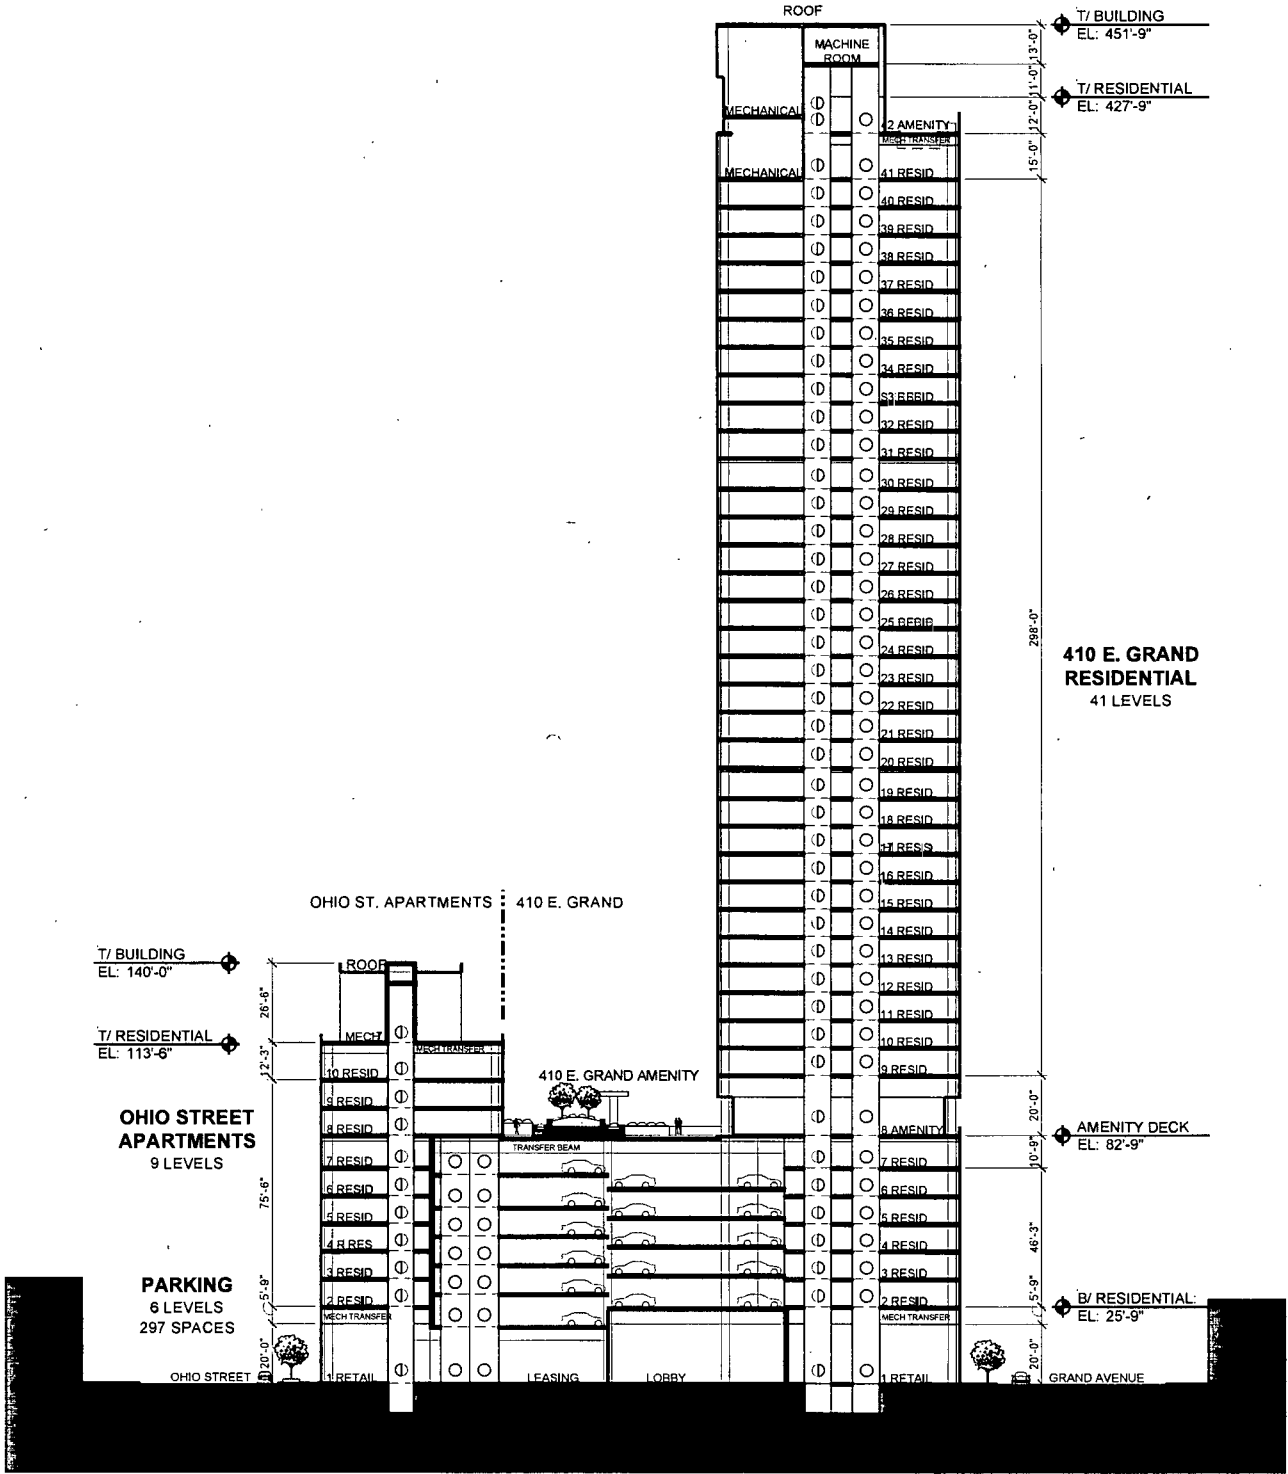 ROOF
T/ BUILDING
EL: 451'-9"
MACHINE
ROOM
13'-0"
11'-0"
T/ RESIDENTIAL
EL: 427'-9"
MECHANICAL
12'-0"
42 AMENITY
MECH TRANSFER
15'-0"
MECHANICAL
41 RESID
40 RESID
39 RESID
38 RESID
37 RESID
36 RESID
35 RESID
34 RESID
32 RESID
31 RESID
30 RESID
29 RESID
28 RESID
27 RESID
26 RESID
298'-0"
24 RESID
410 E. GRAND
RESIDENTIAL
41 LEVELS
23 RESID
22 RESID
21 RESID
20 RESID
19 RESID
18 RESID
17 RESIS
16 RESID
15 RESID
14 RESID
13 RESID
12 RESID
11 RESID
10 RESID
9 RESID
OHIO ST. APARTMENTS
410 E. GRAND
T/ BUILDING
EL: 140'-0"
ROOF
26'-6"
T/ RESIDENTIAL
EL: 113'-6"
MECH
MECH TRANSFER
12'-3"
10 RESID
9 RESID
8 RESID
410 E. GRAND AMENITY
20'-0"
8 AMENITY
AMENITY DECK
EL: 82'-9"
OHIO STREET
APARTMENTS
9 LEVELS
TRANSFER BEAM
10'-9"
75'-6"
7 RESID
6 RESID
5 RESID
4 R RES
3 RESID
2 RESID
MECH TRANSFER
7 RESID
6 RESID
5 RESID
4 RESID
3 RESID
2 RESID
MECH TRANSFER
46'-3"
PARKING
6 LEVELS
297 SPACES
5'-9"
5'-9"
B/ RESIDENTIAL:
EL: 25'-9"
20'-0"
20'-0"
OHIO STREET
1 RETAIL
LEASING
LOBBY
1 RETAIL
GRAND AVENUE